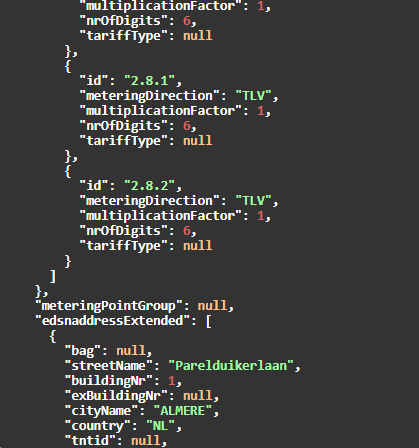 "multiplicationFactor": 1,
"nrOfDigits": 6,
"tariffType": null
},
{
"id": "2.8.1",
"meteringDirection": "TLV",
"multiplicationFactor": 1,
"nrOfDigits": 6,
"tariffType": null
},
{
"id": "2.8.2",
"meteringDirection": "TLV",
"multiplicationFactor": 1,
"nrOfDigits": 6,
"tariffType": null
}
]
},
"meteringPointGroup": null,
"edsnaddressExtended": [
{
"bag": null,
"streetName": "Parelduikerlaan",
"buildingNr": 1,
"exBuildingNr": null,
"cityName": "ALMERE",
"country": "NL",
"tntid": null,